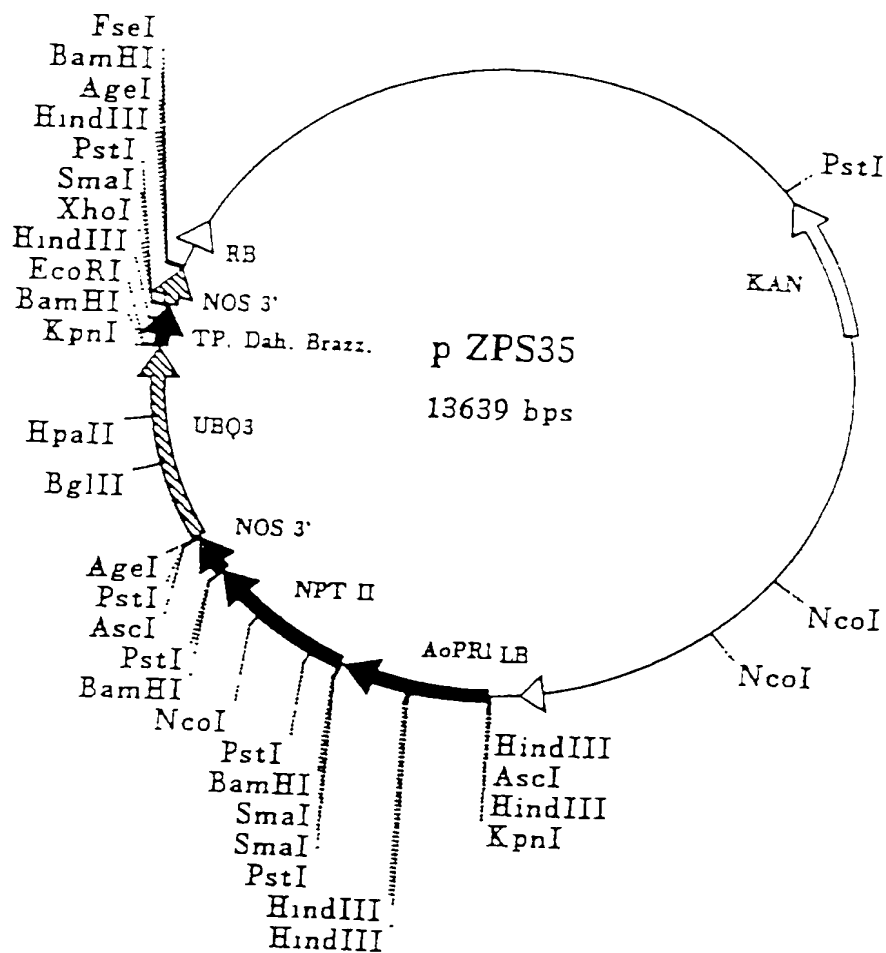 FseI
BamHI
AgeI
HindIII
PstI
SmaI
XhoI
HindIII
EcoRI
BamHI
KpnI
PstI
RB
KAN
NOS 3'
TP. Dah. Brazz.
p ZPS35
13639 bps
UBQ3
HpaII
BglII
NOS 3'
AgeI
PstI
AscI
PstI
BamHI
NcoI
NPT II
AoPR1 LB
NcoI
NcoI
PstI
BamHI
SmaI
SmaI
PstI
HindIII
HindIII
HindIII
AscI
HindIII
KpnI